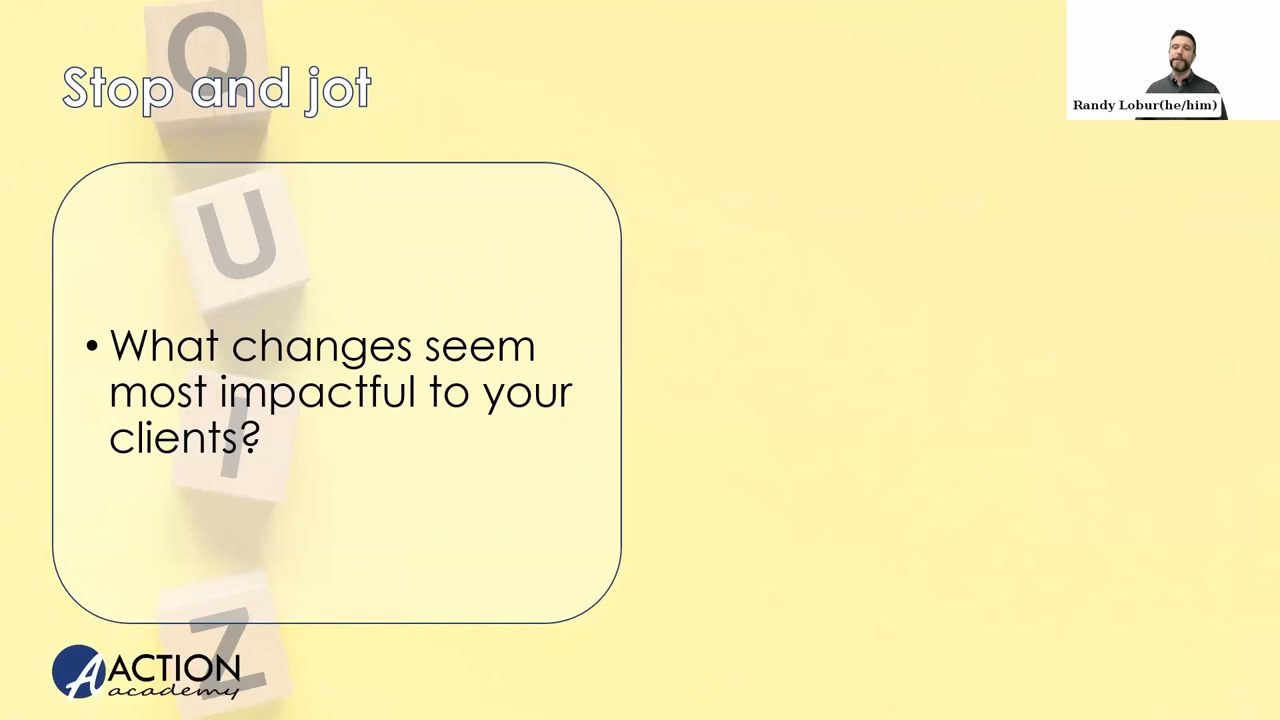 Q
Stop and jot
Randy Lobur(he/him)
U
• What changes seem
most impactful to your
clients?
I
Z
A ACTION
academy